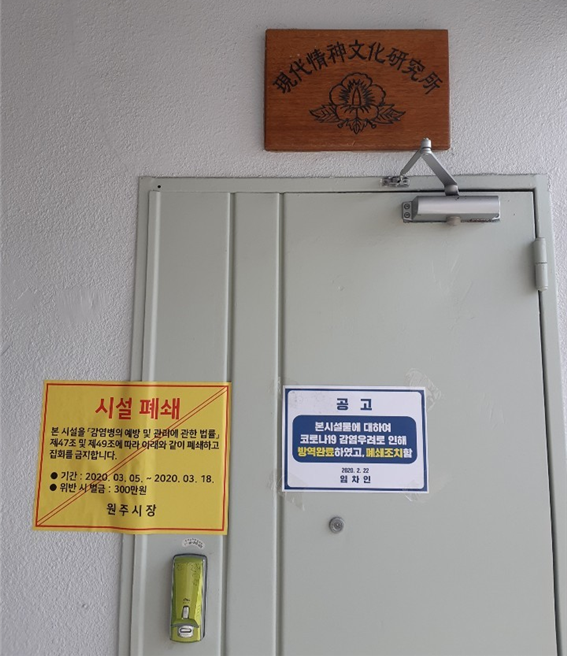 現代情神文化研究所
시설 폐쇄
본 시설을 「감염병의 예방 및 관리에 관한 법률」
제47조 및 제49조에 따라 아래와 같이 폐쇄하고
집회를 금지합니다.
● 기간 : 2020. 03. 05. ~ 2020. 03. 18.
● 위반 시 벌금 : 300만원
원주시장
공 고
본시설물에 대하여
코로나19 감염우려로 인해
방역완료하였고, 폐쇄조치함
2020. 2. 22
임 차 인